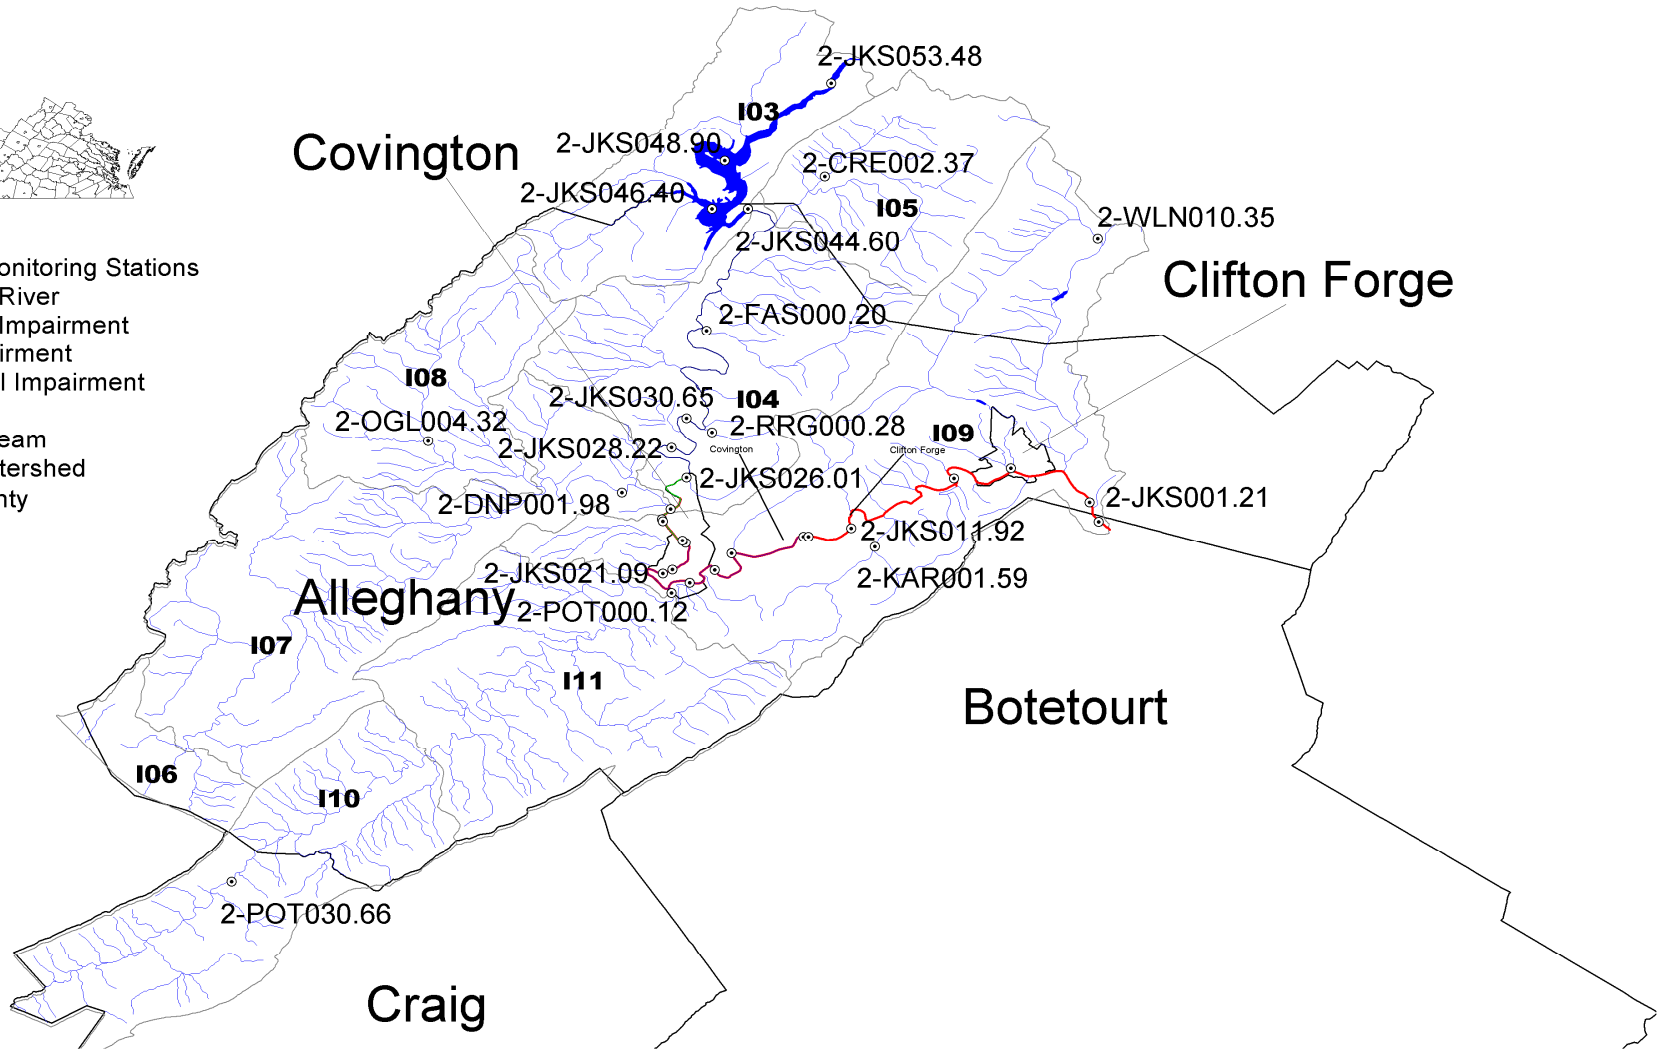 2-JKS053.48
I03
Covington
2-JKS048.90
2-CRE002.37
2-JKS046.40
I05
2-WLN010.35
2-JKS044.60
onitoring Stations
Clifton Forge
River
2-FAS000.20
Impairment
irment
I08
l Impairment
2-JKS030.65
I04
2-OGL004.32
2-RRG000.28
I09
eam
2-JKS028.22
Covington
Clifton Forge
tershed
2-JKS026.01
nty
2-DNP001.98
2-JKS001.21
2-JKS011.92
2-JKS021.09
2-KAR001.59
Alleghany
2-POT000.12
I07
I11
Botetourt
I06
I10
2-POT030.66
Craig